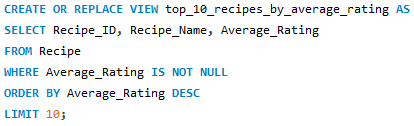 CREATE OR REPLACE VIEW top_10_recipes_by_average_rating AS
SELECT Recipe_ID, Recipe_Name, Average_Rating
FROM Recipe
WHERE Average_Rating IS NOT NULL
ORDER BY Average_Rating DESC
LIMIT 10;